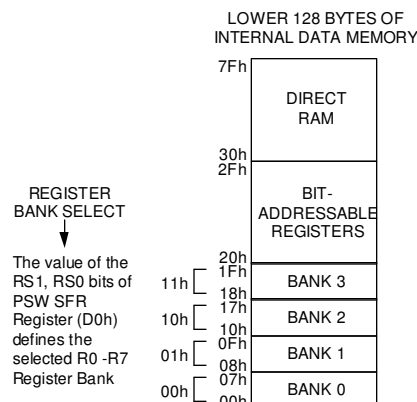 LOWER 128 BYTES OF
INTERNAL DATA MEMORY
7Fh
DIRECT
RAM
30h
2Fh
BIT-
ADDRESSABLE
REGISTERS
20h
REGISTER
BANK SELECT
The value of the
RS1, RS0 bits of
PSW SFR
Register (D0h)
defines the
selected R0 -R7
Register Bank
11h
1Fh
18h
BANK 3
10h
17h
10h
BANK 2
01h
0Fh
08h
BANK 1
00h
07h
00h
BANK 0